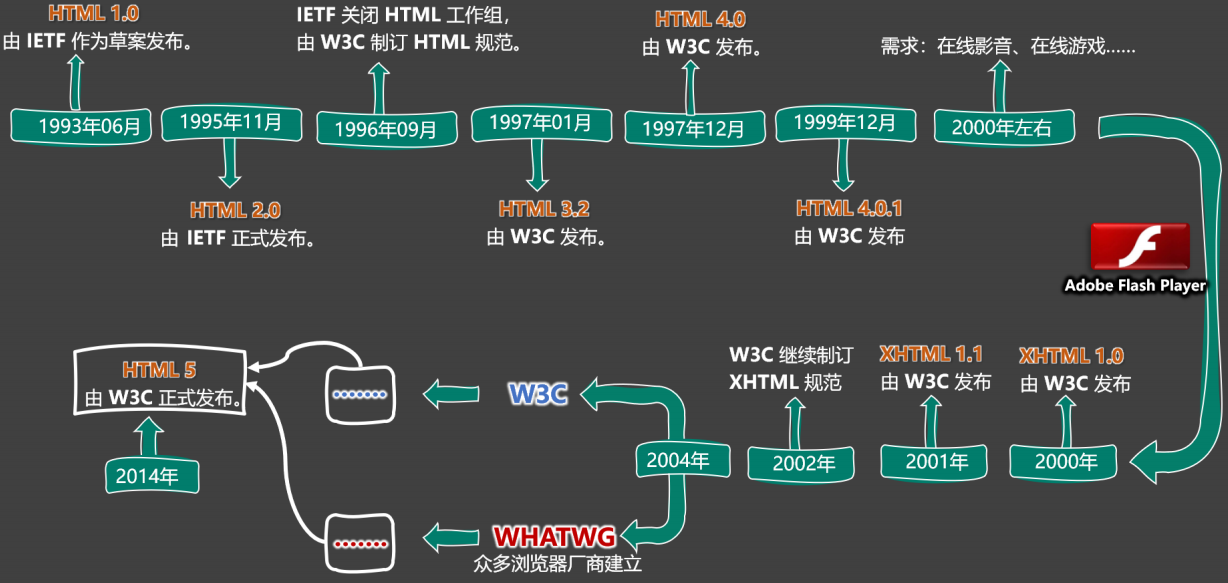 HTML 1.0
由 IETF 作为草案发布。
IETF 关闭 HTML 工作组，
由 W3C 制订 HTML 规范。
HTML 4.0
由 W3C 发布。
需求：在线影音、在线游戏......
1993年06月
1995年11月
1996年09月
1997年01月
1997年12月
1999年12月
2000年左右
HTML 2.0
由 IETF 正式发布。
HTML 3.2
由 W3C 发布。
HTML 4.0.1
由 W3C 发布
Adobe Flash Player
XHTML 1.0
由 W3C 发布
XHTML 1.1
由 W3C 发布
W3C 继续制订
XHTML 规范
2000年
2001年
2002年
2004年
W3C
WHATWG
众多浏览器厂商建立
•••••••
•••••••
HTML 5
由 W3C 正式发布。
2014年